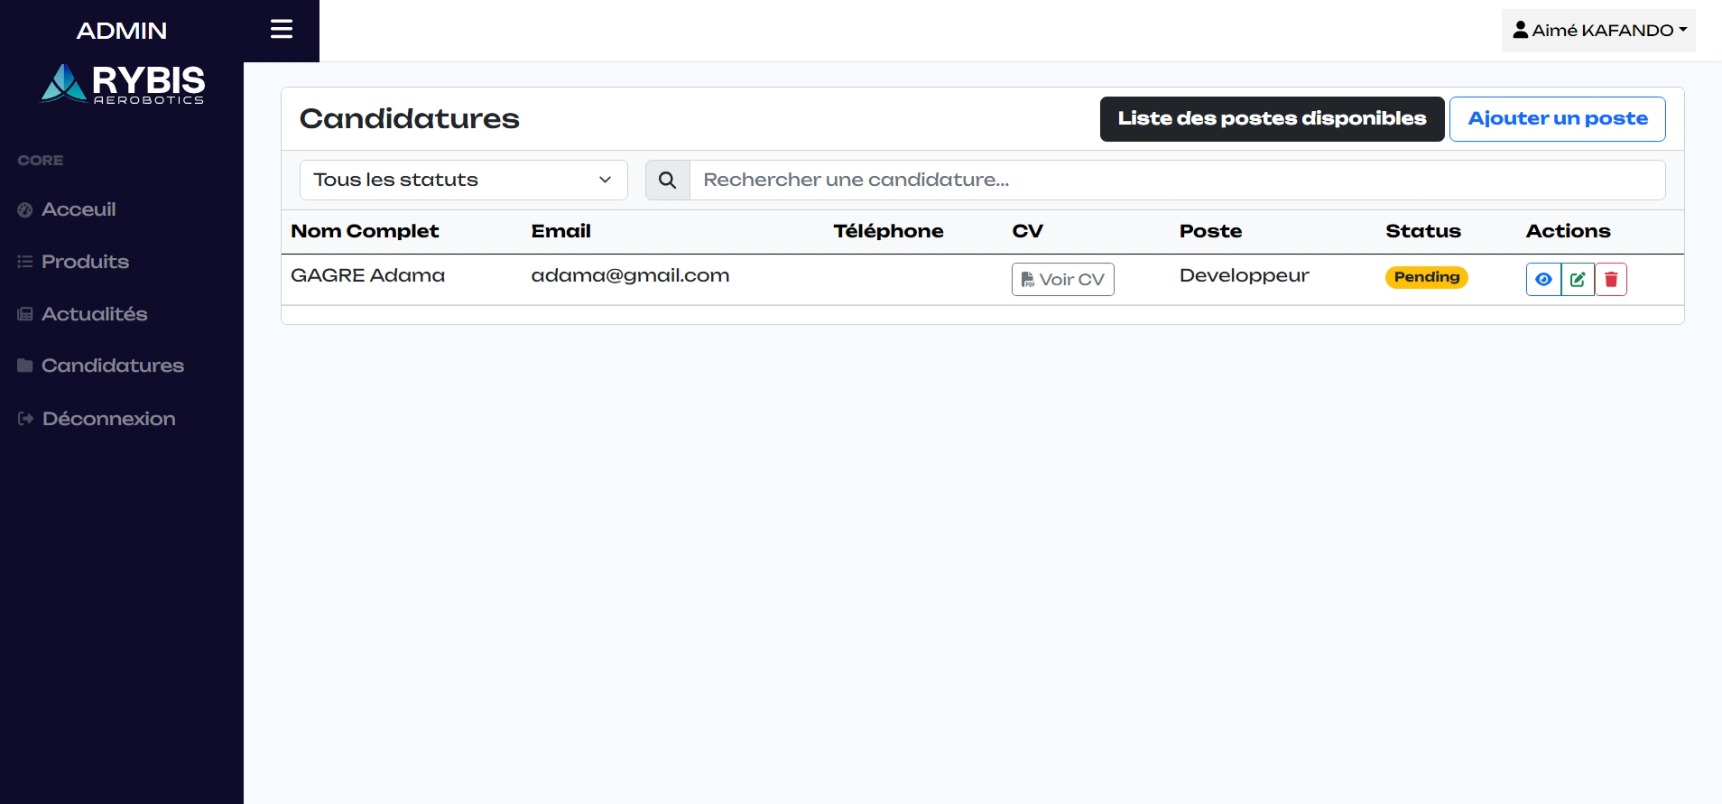 ADMIN
Aimé KAFANDO
RYBIS
AEROBOTICS
CORE
Acceuil
Produits
Actualités
Candidatures
Déconnexion
Candidatures
Liste des postes disponibles
Ajouter un poste
Tous les statuts
Rechercher une candidature...
Nom Complet Email Téléphone CV Poste Status Actions
GAGRE Adama adama@gmail.com Voir CV Developpeur Pending